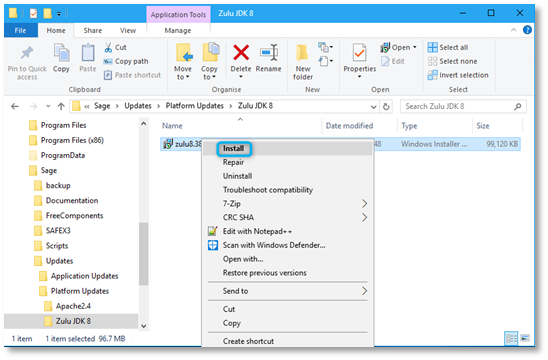 Application Tools
Zulu JDK 8
File
Home
Share
View
Manage
Pin to Quick access
Copy
Paste
Cut
Copy path
Paste shortcut
Clipboard
Move to
Copy to
Delete
Rename
Organise
New folder
New
Properties
Open
Edit
Open
Select all
Select none
Invert selection
Select
Sage
Updates
Platform Updates
Zulu JDK 8
Search Zulu JDK 8
Name
Date modified
Type
Size
Program Files
Program Files (x86)
ProgramData
Sage
backup
Documentation
FreeComponents
SAFEX3
Scripts
Updates
Application Updates
Platform Updates
Apache2.4
Zulu JDK 8
zulu8.38
48
Windows Installer ...
99,120 KB
Install
Repair
Uninstall
Troubleshoot compatibility
7-Zip
CRC SHA
Edit with Notepad++
Scan with Windows Defender...
Open with...
Restore previous versions
Send to
Cut
Copy
Create shortcut
1 item
1 item selected 96.7 MB